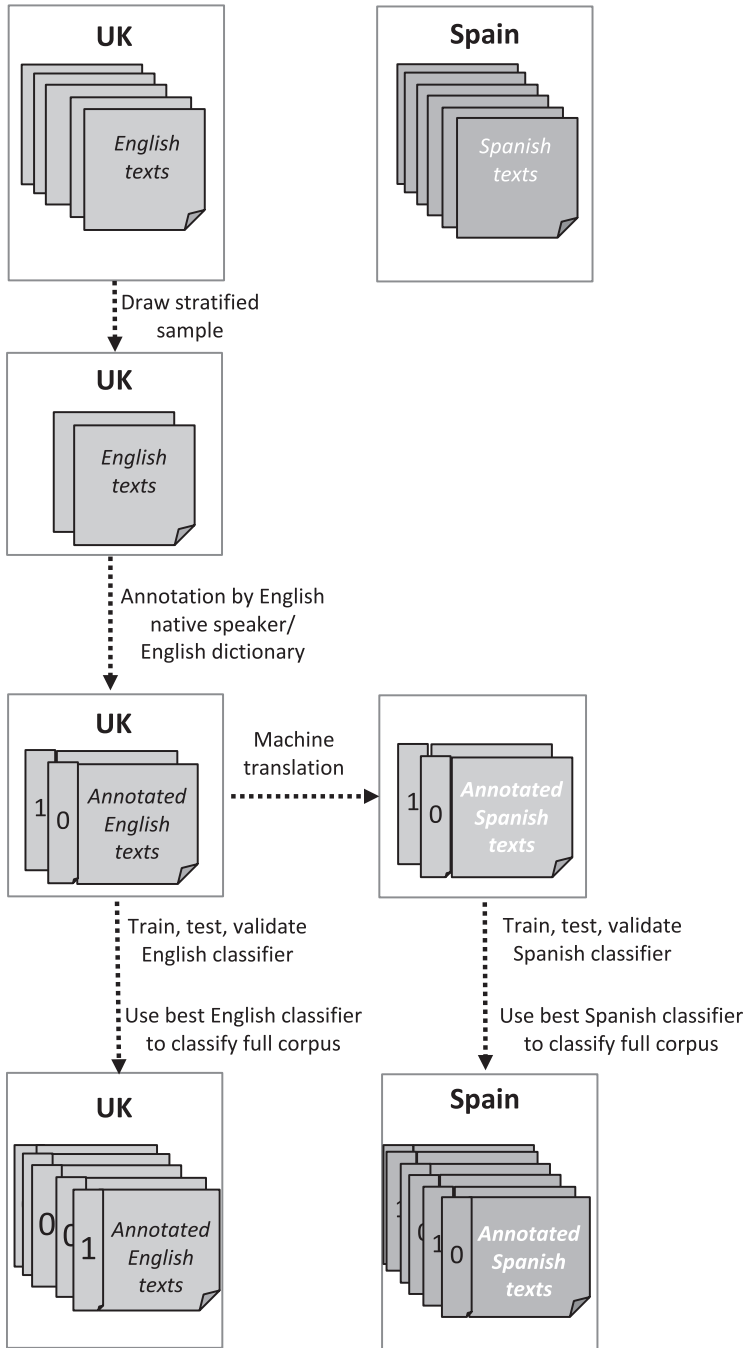 UK
English
texts
Spain
Spanish
texts
Draw stratified
sample
UK
English
texts
Annotation by English
native speaker/
English dictionary
UK
1
0
Annotated
English
texts
Machine
translation
1
0
Annotated
Spanish
texts
Train, test, validate
English classifier
Use best English classifier
to classify full corpus
Train, test, validate
Spanish classifier
Use best Spanish classifier
to classify full corpus
UK
0
1
Annotated
English
texts
Spain
1
0
Annotated
Spanish
texts